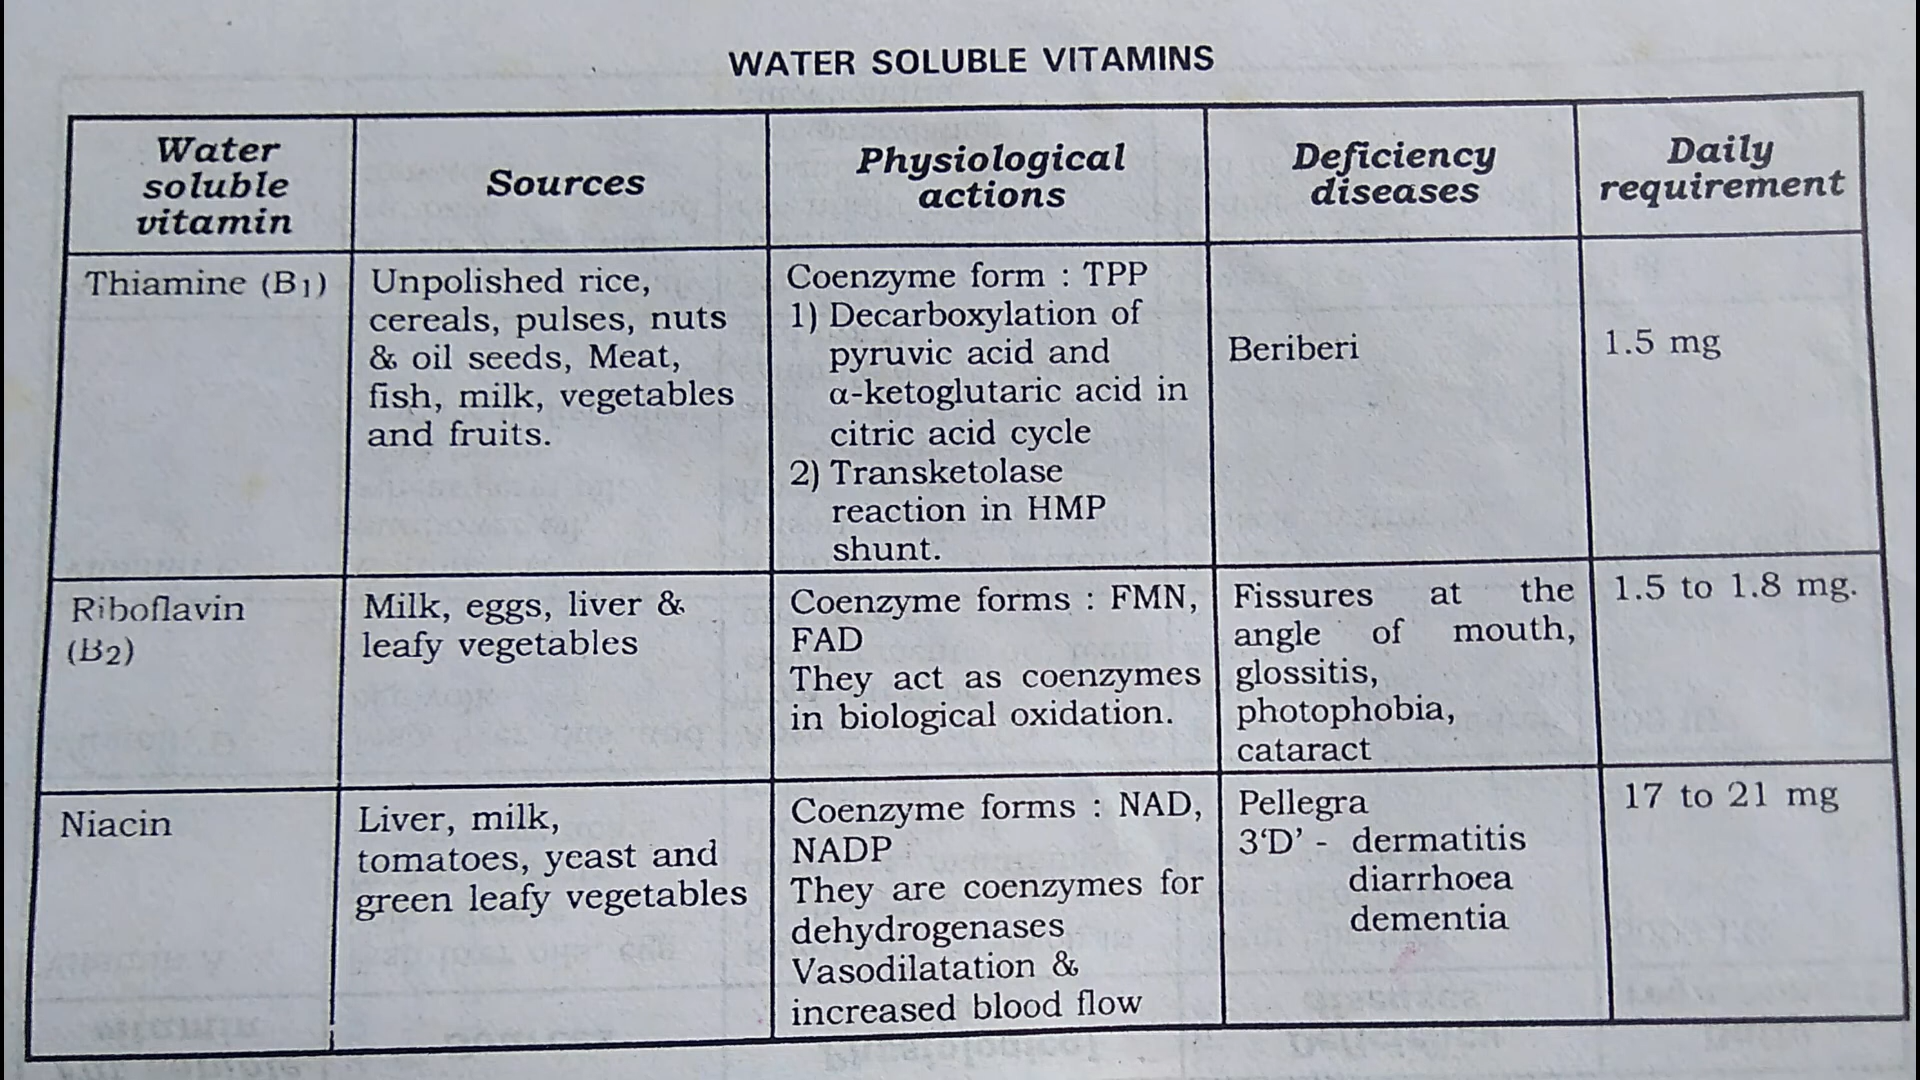 WATER SOLUBLE VITAMINS
Water
soluble
vitamin
Sources
Physiological
actions
Deficiency
diseases
Daily
requirement
Thiamine (B1)
Unpolished rice,
cereals, pulses, nuts
& oil seeds, Meat,
fish, milk, vegetables
and fruits.
Coenzyme form : TPP
1) Decarboxylation of
pyruvic acid and
α-ketoglutaric acid in
citric acid cycle
2) Transketolase
reaction in HMP
shunt.
Beriberi
1.5 mg
Riboflavin
(B2)
Milk, eggs, liver &
leafy vegetables
Coenzyme forms : FMN,
FAD
They act as coenzymes
in biological oxidation.
Fissures at the
angle of mouth,
glossitis,
photophobia,
cataract
1.5 to 1.8 mg.
Niacin
Liver, milk,
tomatoes, yeast and
green leafy vegetables
Coenzyme forms : NAD,
NADP
They are coenzymes for
dehydrogenases
Vasodilatation &
increased blood flow
Pellegra
3‘D’ - dermatitis
diarrhoea
dementia
17 to 21 mg